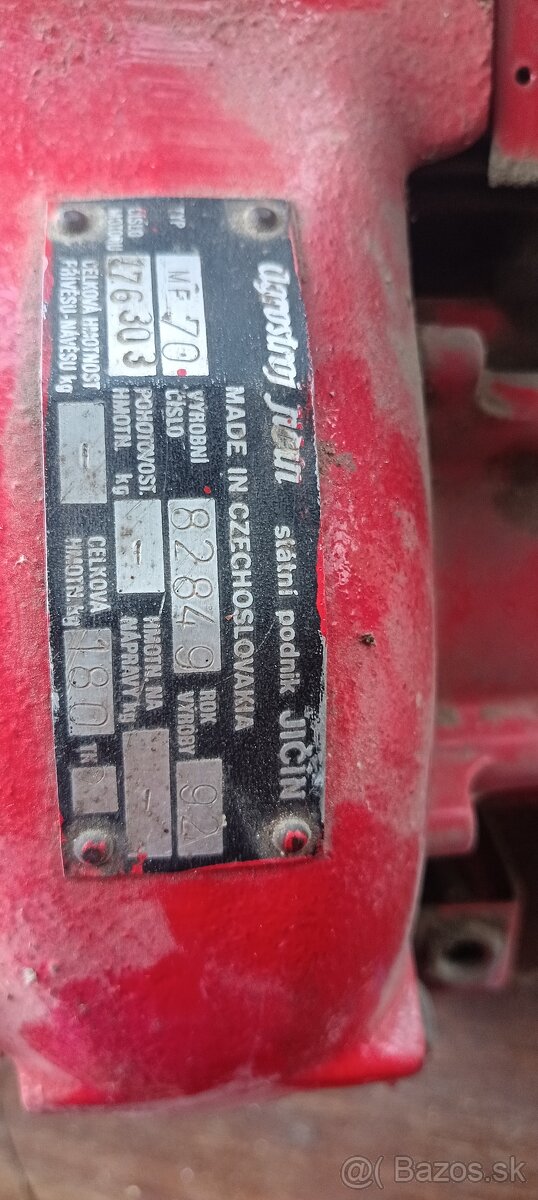 agrostroj jičín státní podnik JIČÍN
MADE IN CZECHOSLOVAKIA
TYP MF 70 VÝROBNÍ ČÍSLO 82849 ROK VÝROBY 92
ČÍSLO MOTORU 176303 POHOTOVOST. HMOTN. kg - HMOTN. NA NÁPRAVY kg -
CELKOVÁ HMOTNOST PŘÍVĚSU-NÁVĚSU kg - CELKOVÁ HMOTN. kg 180
@ Bazos.sk